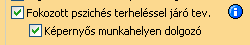 Fokozott pszichés terheléssel járó tev.
Képernyős munkahelyen dolgozó